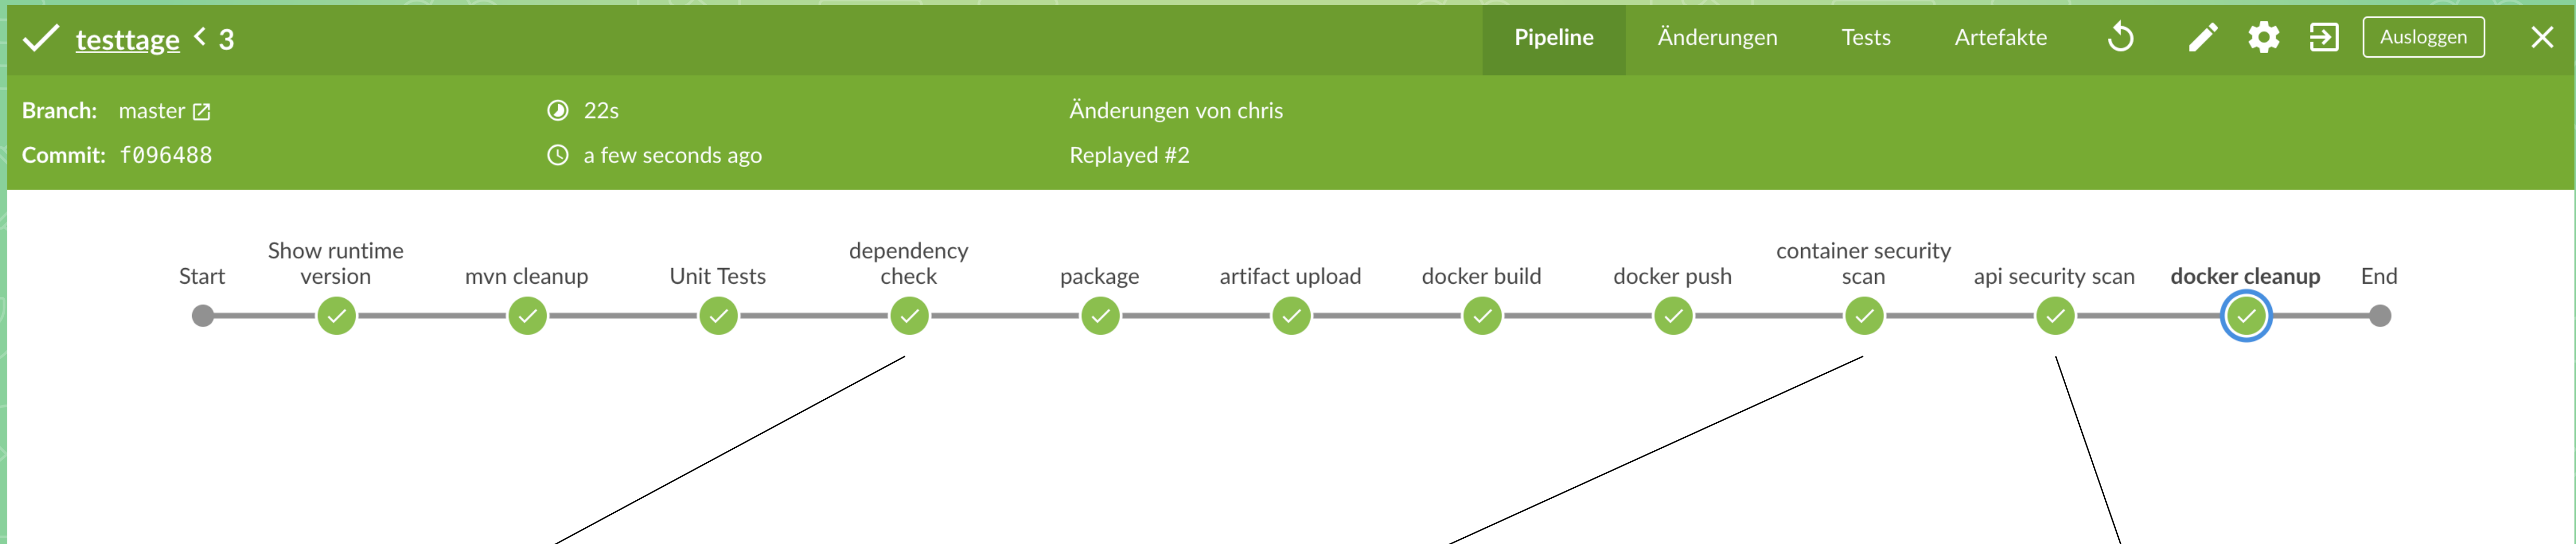 testtage < 3
Pipeline
Änderungen
Tests
Artefakte
Ausloggen
Branch: master
22s
Änderungen von chris
Commit: f096488
a few seconds ago
Replayed #2
Start
Show runtime
version
mvn cleanup
Unit Tests
dependency
check
package
artifact upload
docker build
docker push
container security
scan
api security scan
docker cleanup
End